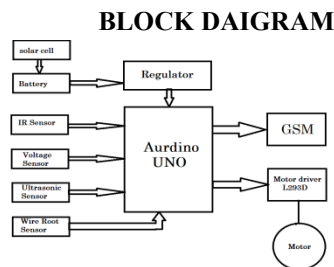 BLOCK DAIGRAM
solar cell
Battery
Regulator
IR Sensor
Voltage
Sensor
Ultrasonic
Sensor
Wire Root
Sensor
Aurdino
UNO
GSM
Motor driver
L293D
Motor